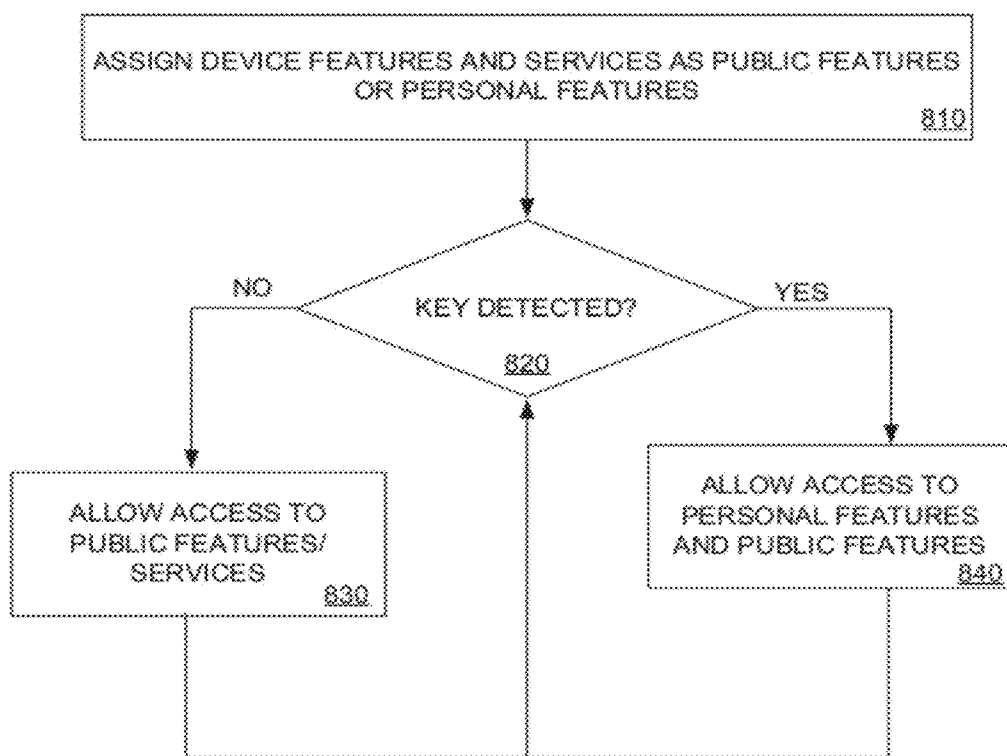 ASSIGN DEVICE FEATURES AND SERVICES AS PUBLIC FEATURES
OR PERSONAL FEATURES
810
NO
KEY DETECTED?
YES
820
ALLOW ACCESS TO
PUBLIC FEATURES/
SERVICES
830
ALLOW ACCESS TO
PERSONAL FEATURES
AND PUBLIC FEATURES
840